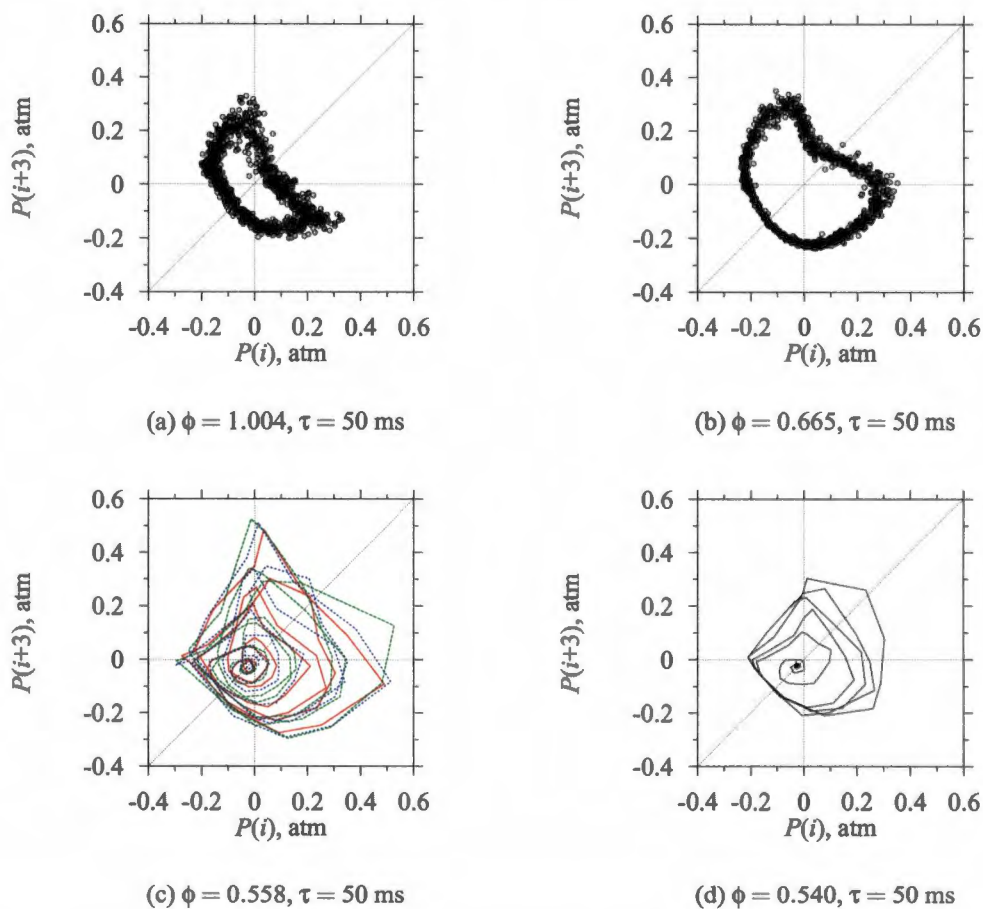 0.6 0.6
0.4 0.4
P(i+3), atm 0.2 P(i+3), atm 0.2
0 0
-0.2 -0.2
-0.4 -0.4
-0.4 -0.2 0 0.2 0.4 0.6 -0.4 -0.2 0 0.2 0.4 0.6
P(i), atm P(i), atm
(a) ϕ = 1.004, τ = 50 ms (b) ϕ = 0.665, τ = 50 ms
0.6 0.6
0.4 0.4
P(i+3), atm 0.2 P(i+3), atm 0.2
0 0
-0.2 -0.2
-0.4 -0.4
-0.4 -0.2 0 0.2 0.4 0.6 -0.4 -0.2 0 0.2 0.4 0.6
P(i), atm P(i), atm
(c) ϕ = 0.558, τ = 50 ms (d) ϕ = 0.540, τ = 50 ms